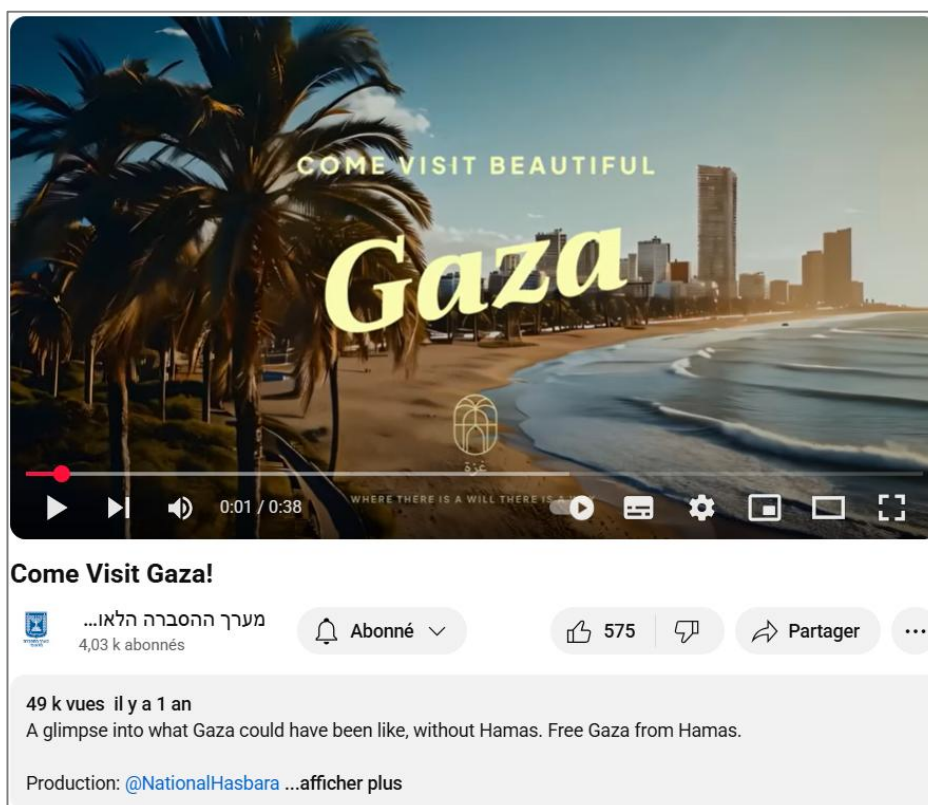 COME VISIT BEAUTIFUL
Gaza
غزة
0:01 / 0:38
WHERE THERE IS A WILL THERE IS A
Come Visit Gaza!
מערך ההסברה הלאו...
4,03 k abonnés
Abonné
575
Partager
...
49 k vues il y a 1 an
A glimpse into what Gaza could have been like, without Hamas. Free Gaza from Hamas.
Production: @NationalHasbara ...afficher plus